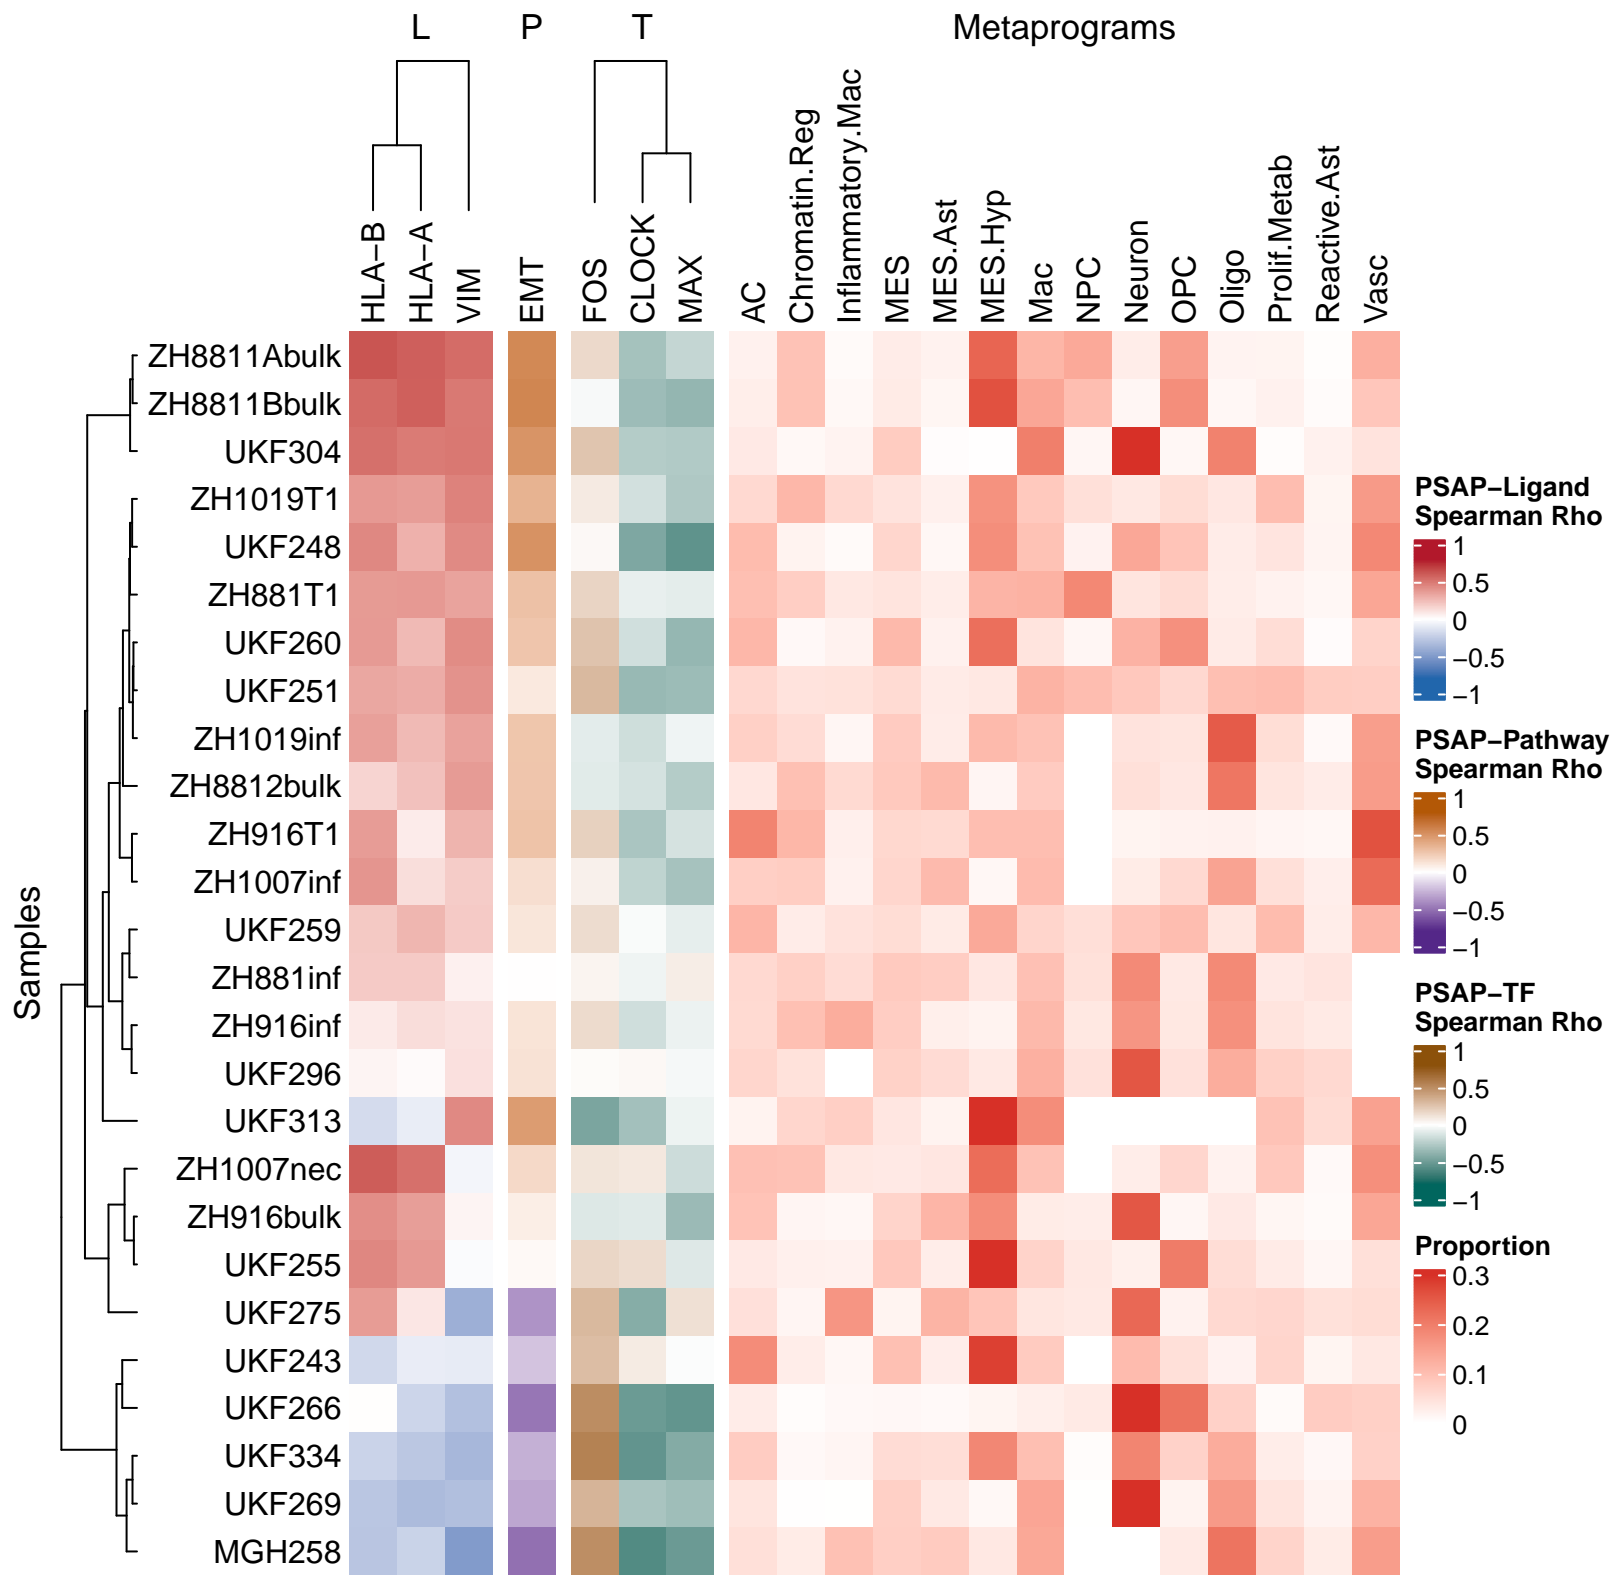 L P T Metaprograms
HLA−B
HLA−A
VIM
EMT
FOS
CLOCK
MAX
AC
Chromatin.Reg
Inflammatory.Mac
MES
MES.Ast
MES.Hyp
Mac
NPC
Neuron
OPC
Oligo
Prolif.Metab
Reactive.Ast
Vasc
Samples
ZH8811Abulk
ZH8811Bbulk
UKF304
ZH1019T1
UKF248
ZH881T1
UKF260
UKF251
ZH1019inf
ZH8812bulk
ZH916T1
ZH1007inf
UKF259
ZH881inf
ZH916inf
UKF296
UKF313
ZH1007nec
ZH916bulk
UKF255
UKF275
UKF243
UKF266
UKF334
UKF269
MGH258
PSAP−Ligand
Spearman Rho
1
0.5
0
−0.5
−1
PSAP−Pathway
Spearman Rho
1
0.5
0
−0.5
−1
PSAP−TF
Spearman Rho
1
0.5
0
−0.5
−1
Proportion
0.3
0.2
0.1
0